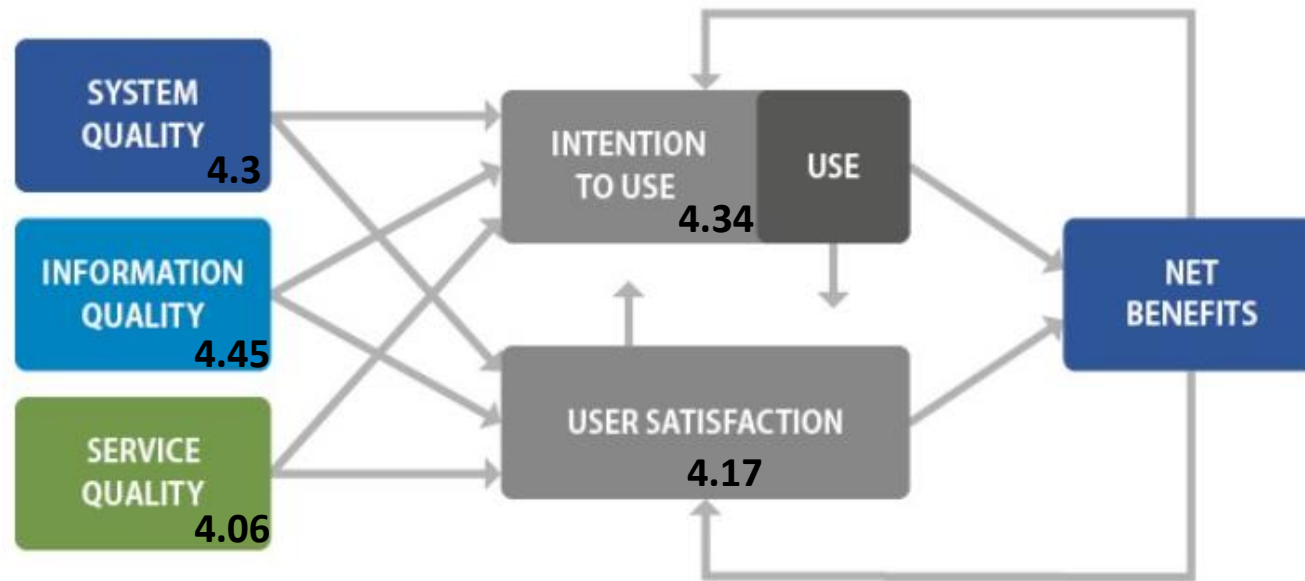 SYSTEM
QUALITY
4.3
INFORMATION
QUALITY
4.45
SERVICE
QUALITY
4.06
INTENTION
TO USE
4.34
USE
USER SATISFACTION
4.17
NET
BENEFITS